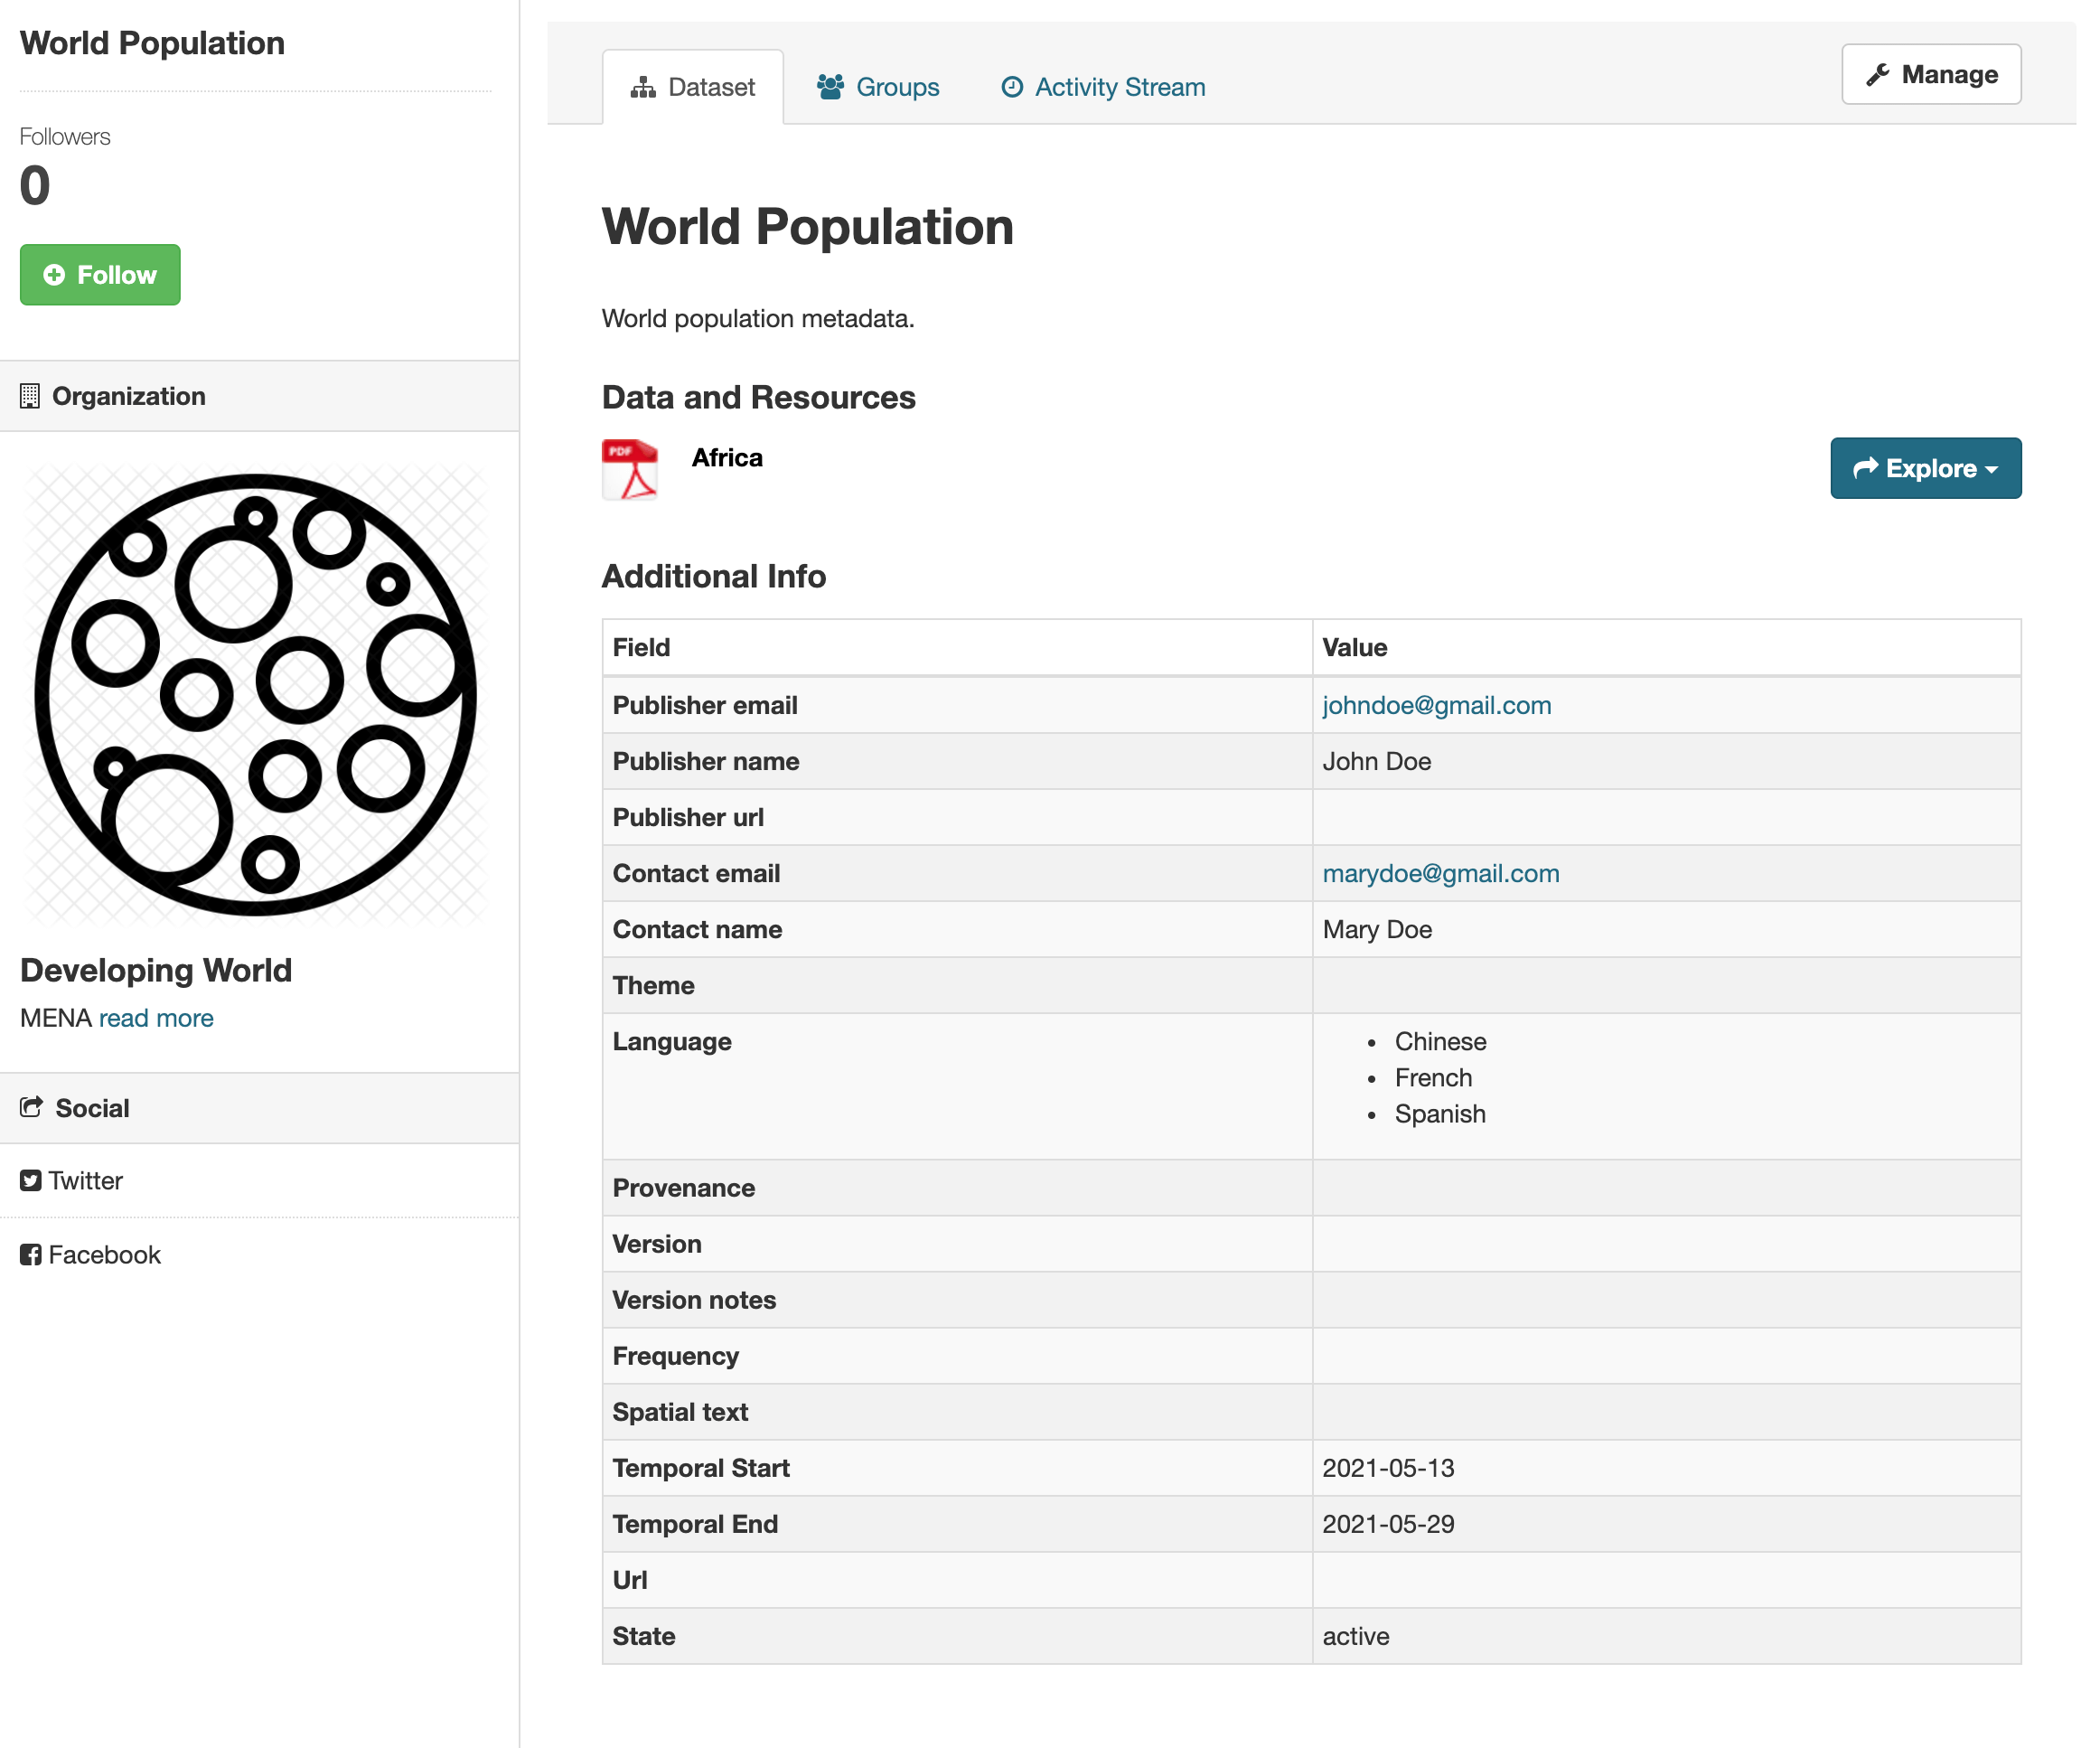 World Population
Followers
0
Follow
Organization
Developing World
MENA read more
Social
Twitter
Facebook
Dataset
Groups
Activity Stream
Manage
World Population
World population metadata.
Data and Resources
PDF
Africa
Explore
Additional Info
Field Value
Publisher email johndoe@gmail.com
Publisher name John Doe
Publisher url
Contact email marydoe@gmail.com
Contact name Mary Doe
Theme
Language
Chinese
French
Spanish
Provenance
Version
Version notes
Frequency
Spatial text
Temporal Start 2021-05-13
Temporal End 2021-05-29
Url
State active